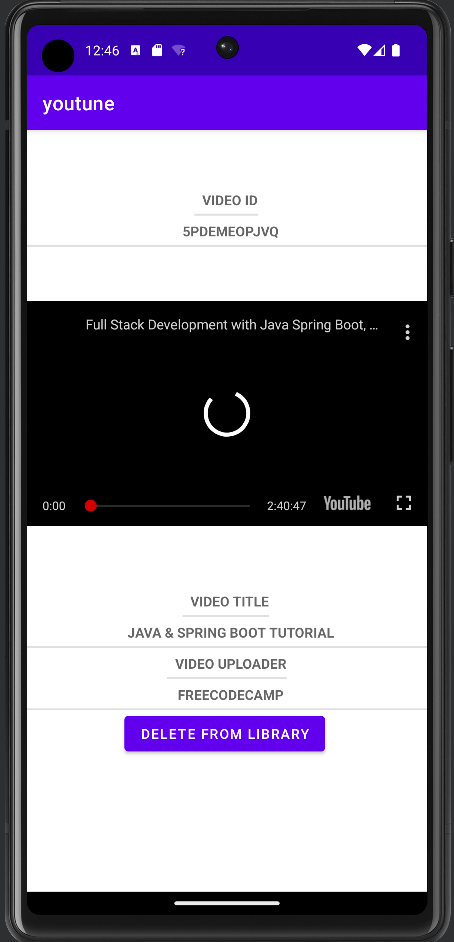 12:46
youtune
VIDEO ID
5PDEMEOPJVQ
Full Stack Development with Java Spring Boot, ...
0:00 2:40:47 YouTube
VIDEO TITLE
JAVA & SPRING BOOT TUTORIAL
VIDEO UPLOADER
FREECODECAMP
DELETE FROM LIBRARY